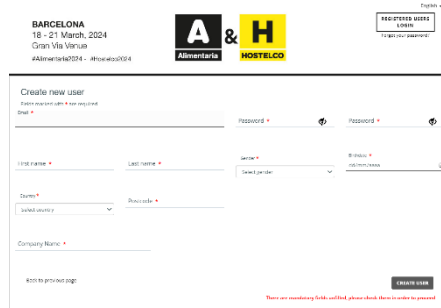 English
BARCELONA
18 - 21 March, 2024
Gran Via Venue
#Alimentaria2024 - #Hostelco2024
A & H
Alimentaria
HOSTELCO
REGISTERED USERS
LOGIN
Forgot your password?
Create new user
Fields marked with * are required
Email *
Password *
Password *
First name *
Last name *
Gender *
Select gender
Birthday *
dd/mm/aaaa
Country *
Select country
Postcode *
Company Name *
Back to previous page
CREATE USER
There are mandatory fields unfilled, please check them in order to proceed